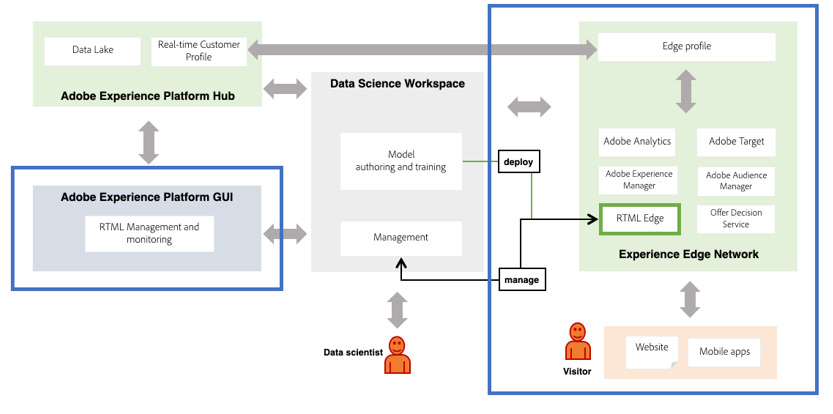 Data Lake
Real-time Customer
Profile
Adobe Experience Platform Hub
Data Science Workspace
Edge profile
Model
authoring and training
deploy
Adobe Analytics
Adobe Target
Adobe Experience
Manager
Adobe Audience
Manager
RTML Edge
Offer Decision
Service
Experience Edge Network
Adobe Experience Platform GUI
RTML Management and
monitoring
Management
manage
Data scientist
Visitor
Website
Mobile apps